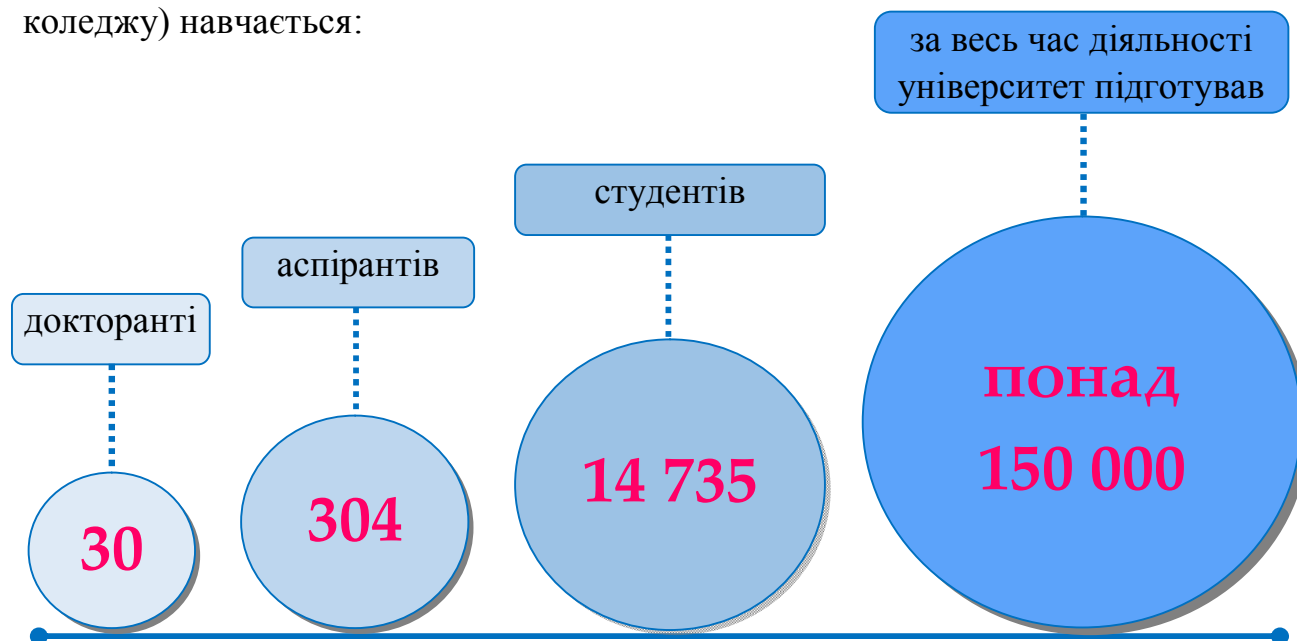 коледжу) навчається:
за весь час діяльності
університет підготував
студентів
аспірантів
докторанті
понад
150 000
14 735
304
30